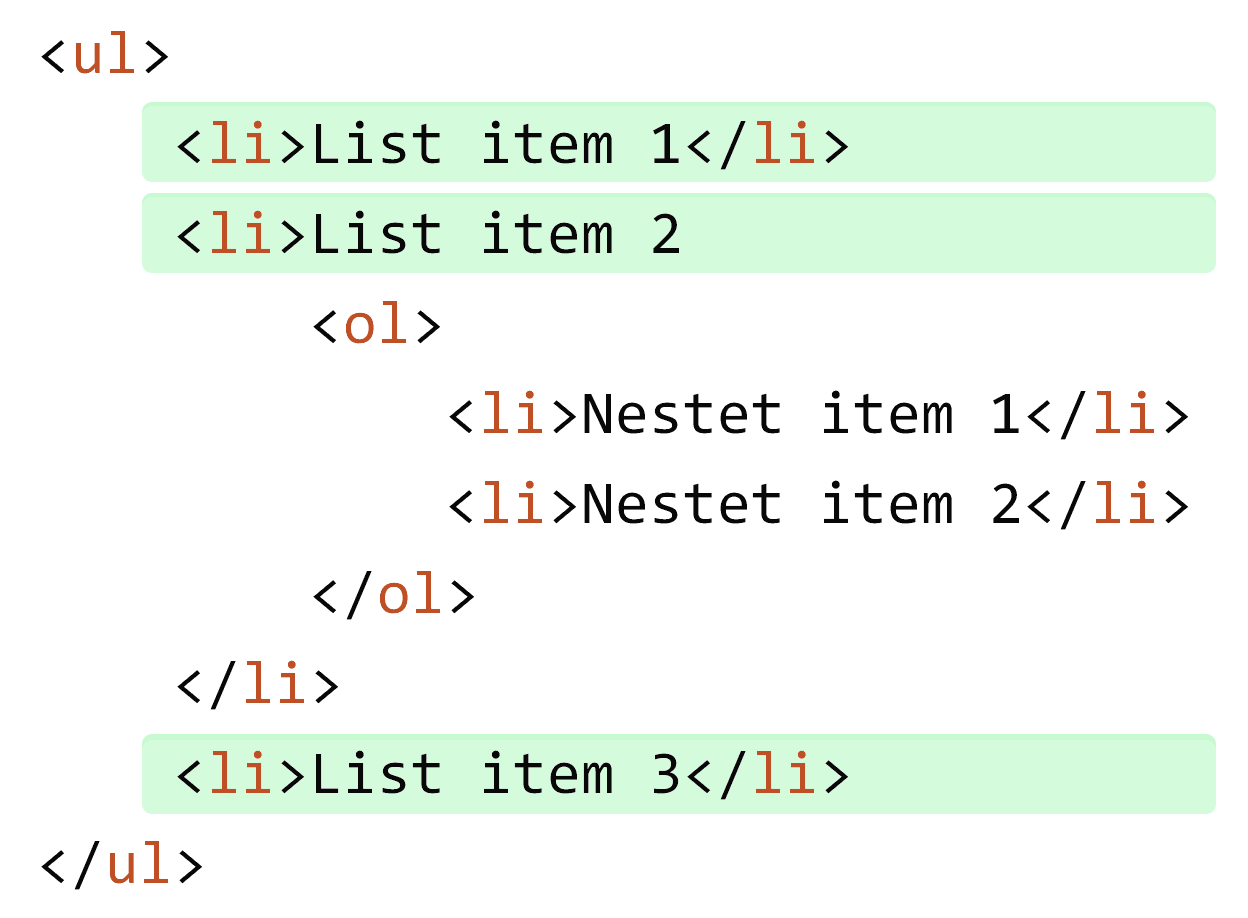 <ul>
<li>List item 1</li>
<li>List item 2
<ol>
<li>Nestet item 1</li>
<li>Nestet item 2</li>
</ol>
</li>
<li>List item 3</li>
</ul>